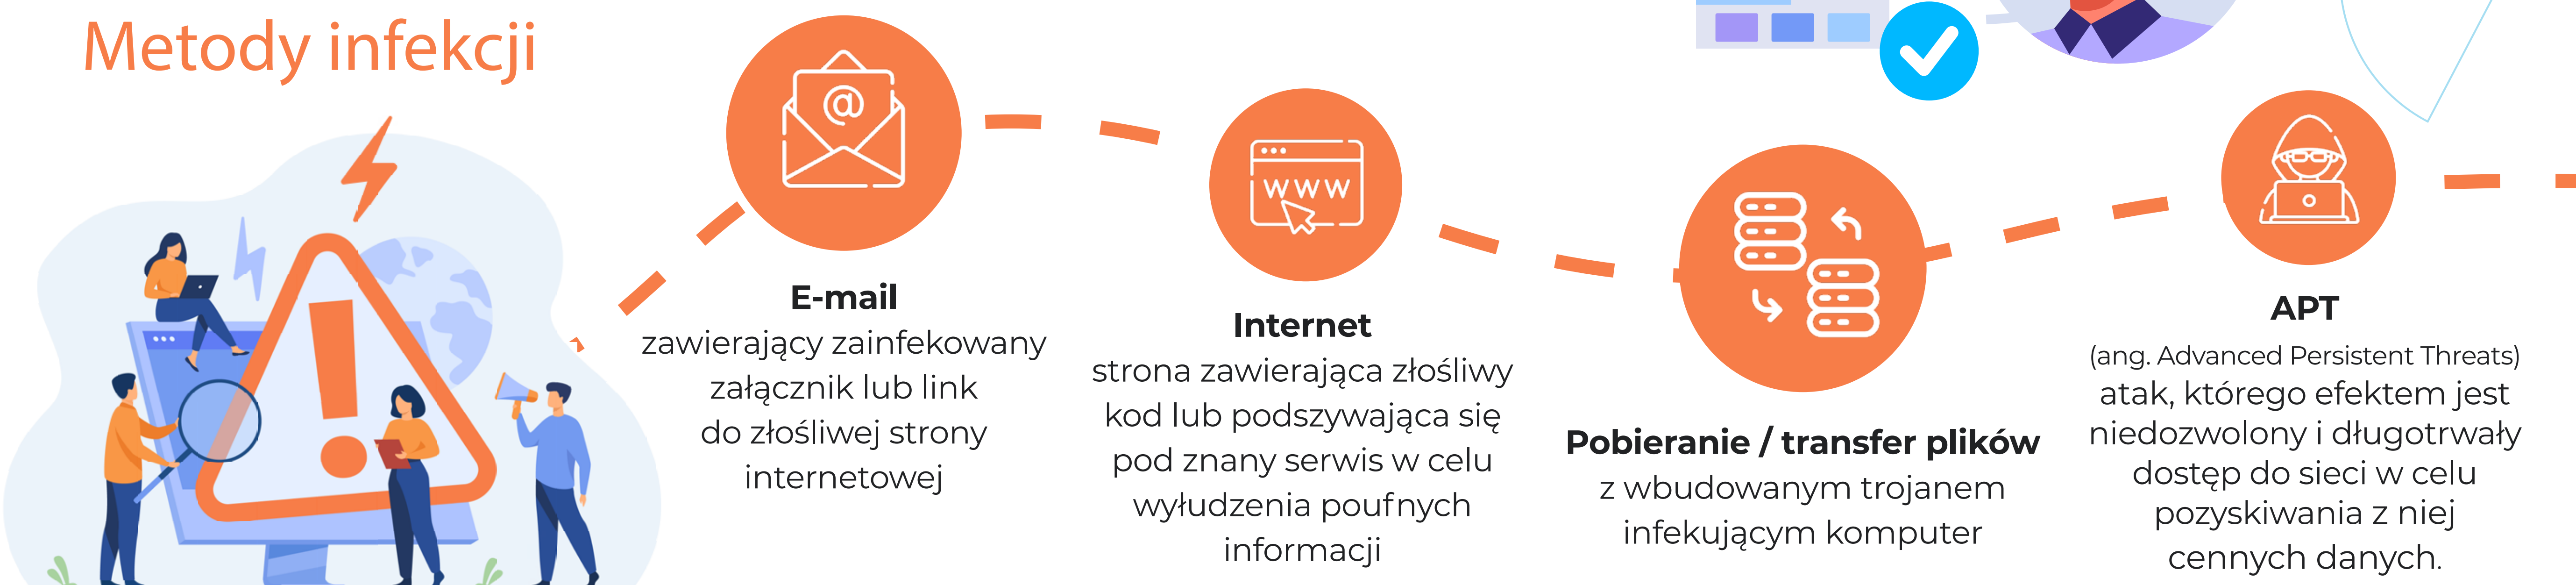 Metody infekcji
@
E-mail
zawierający zainfekowany
załącznik lub link
do złośliwej strony
internetowej
WWW
Internet
strona zawierająca złośliwy
kod lub podszywająca się
pod znany serwis w celu
wyłudzenia poufnych
informacji
Pobieranie / transfer plików
z wbudowanym trojanem
infekującym komputer
APT
(ang. Advanced Persistent Threats)
atak, którego efektem jest
niedozwolony i długotrwały
dostęp do sieci w celu
pozyskiwania z niej
cennych danych.